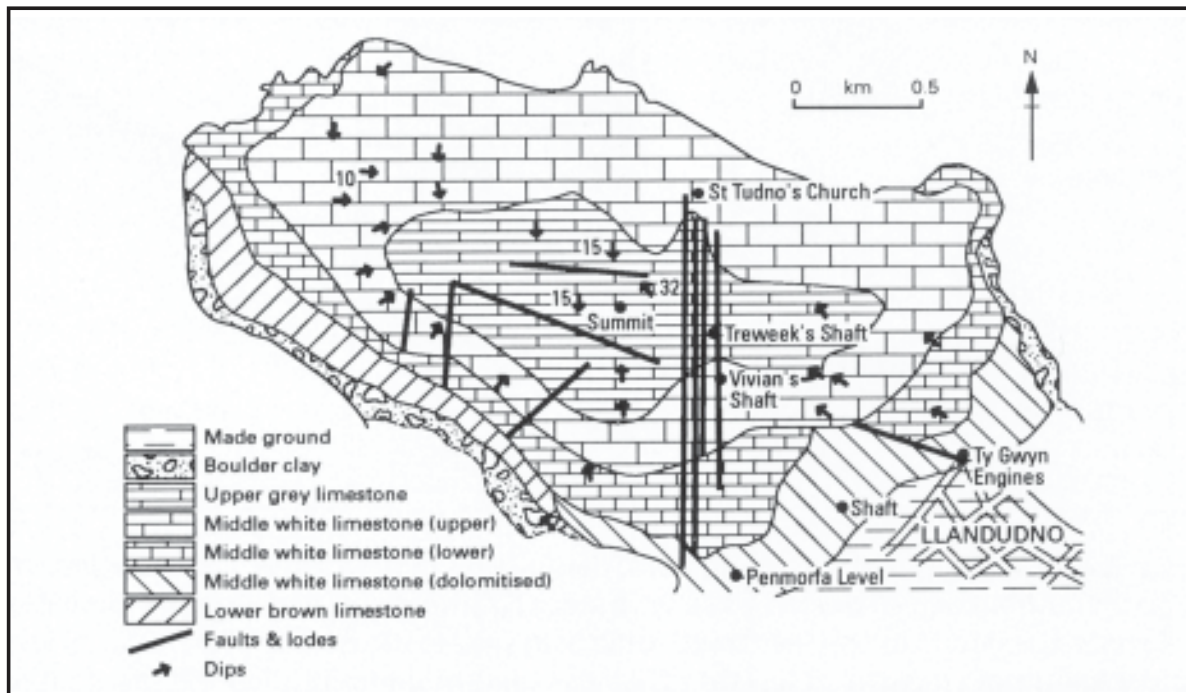 N
0 km 0.5
St Tudno's Church
10
15
32
15
Summit
Treweek's Shaft
Vivian's
Shaft
Ty Gwyn
Engines
Shaft
LLANDUDNO
Penmorfa Level
Made ground
Boulder clay
Upper grey limestone
Middle white limestone (upper)
Middle white limestone (lower)
Middle white limestone (dolomitised)
Lower brown limestone
Faults & lodes
Dips